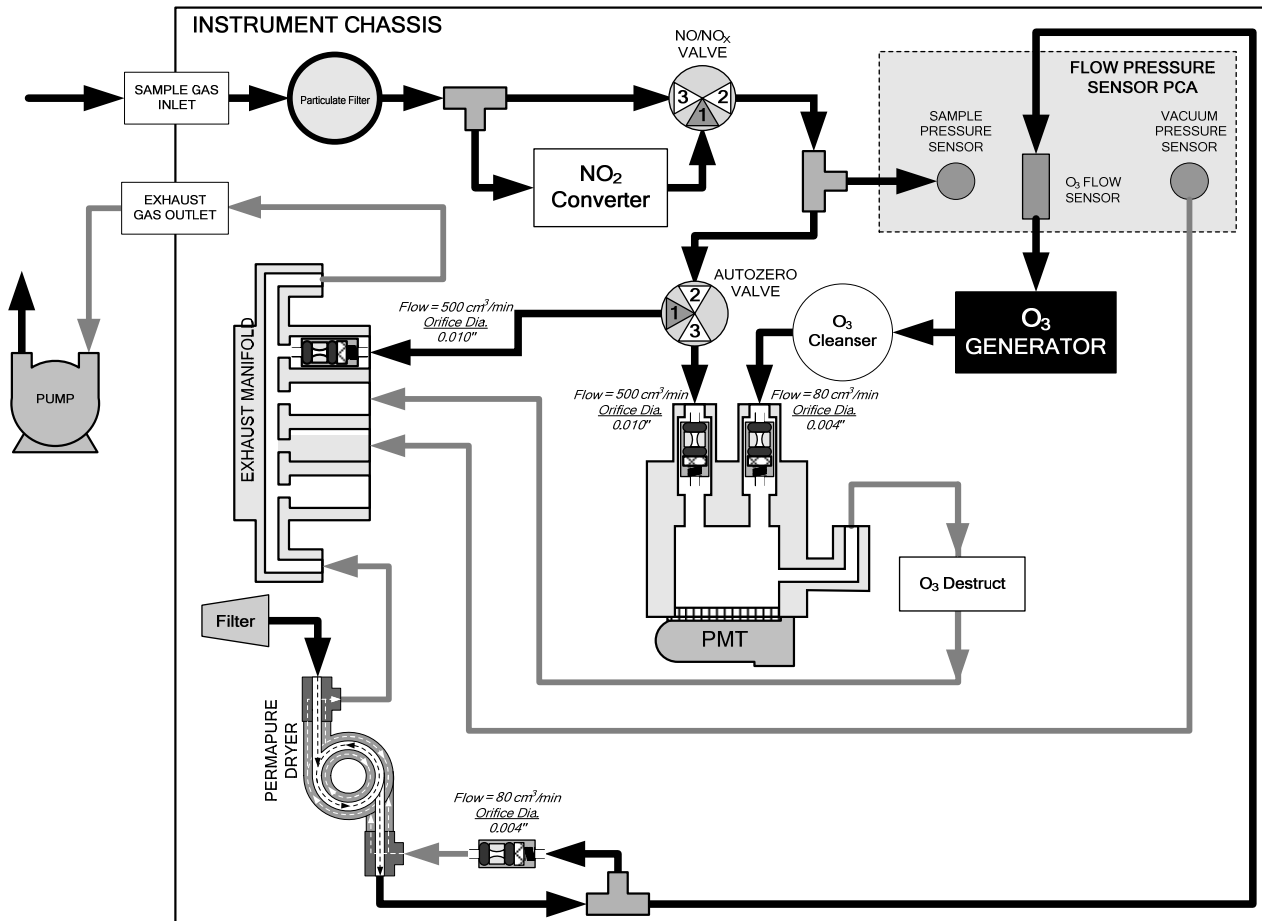 INSTRUMENT CHASSIS
SAMPLE GAS
INLET
Particulate Filter
NO/NOX
VALVE
3
2
1
NO2
Converter
FLOW PRESSURE
SENSOR PCA
SAMPLE
PRESSURE
SENSOR
VACUUM
PRESSURE
SENSOR
O3 FLOW
SENSOR
EXHAUST
GAS OUTLET
PUMP
EXHAUST MANIFOLD
Flow = 500 cm3/min
Orifice Dia.
0.010"
AUTOZERO
VALVE
2
1
3
O3
Cleanser
O3
GENERATOR
Flow = 500 cm3/min
Orifice Dia.
0.010"
Flow = 80 cm3/min
Orifice Dia.
0.004"
O3 Destruct
PMT
Filter
PERMAPURE
DRYER
Flow = 80 cm3/min
Orifice Dia.
0.004"